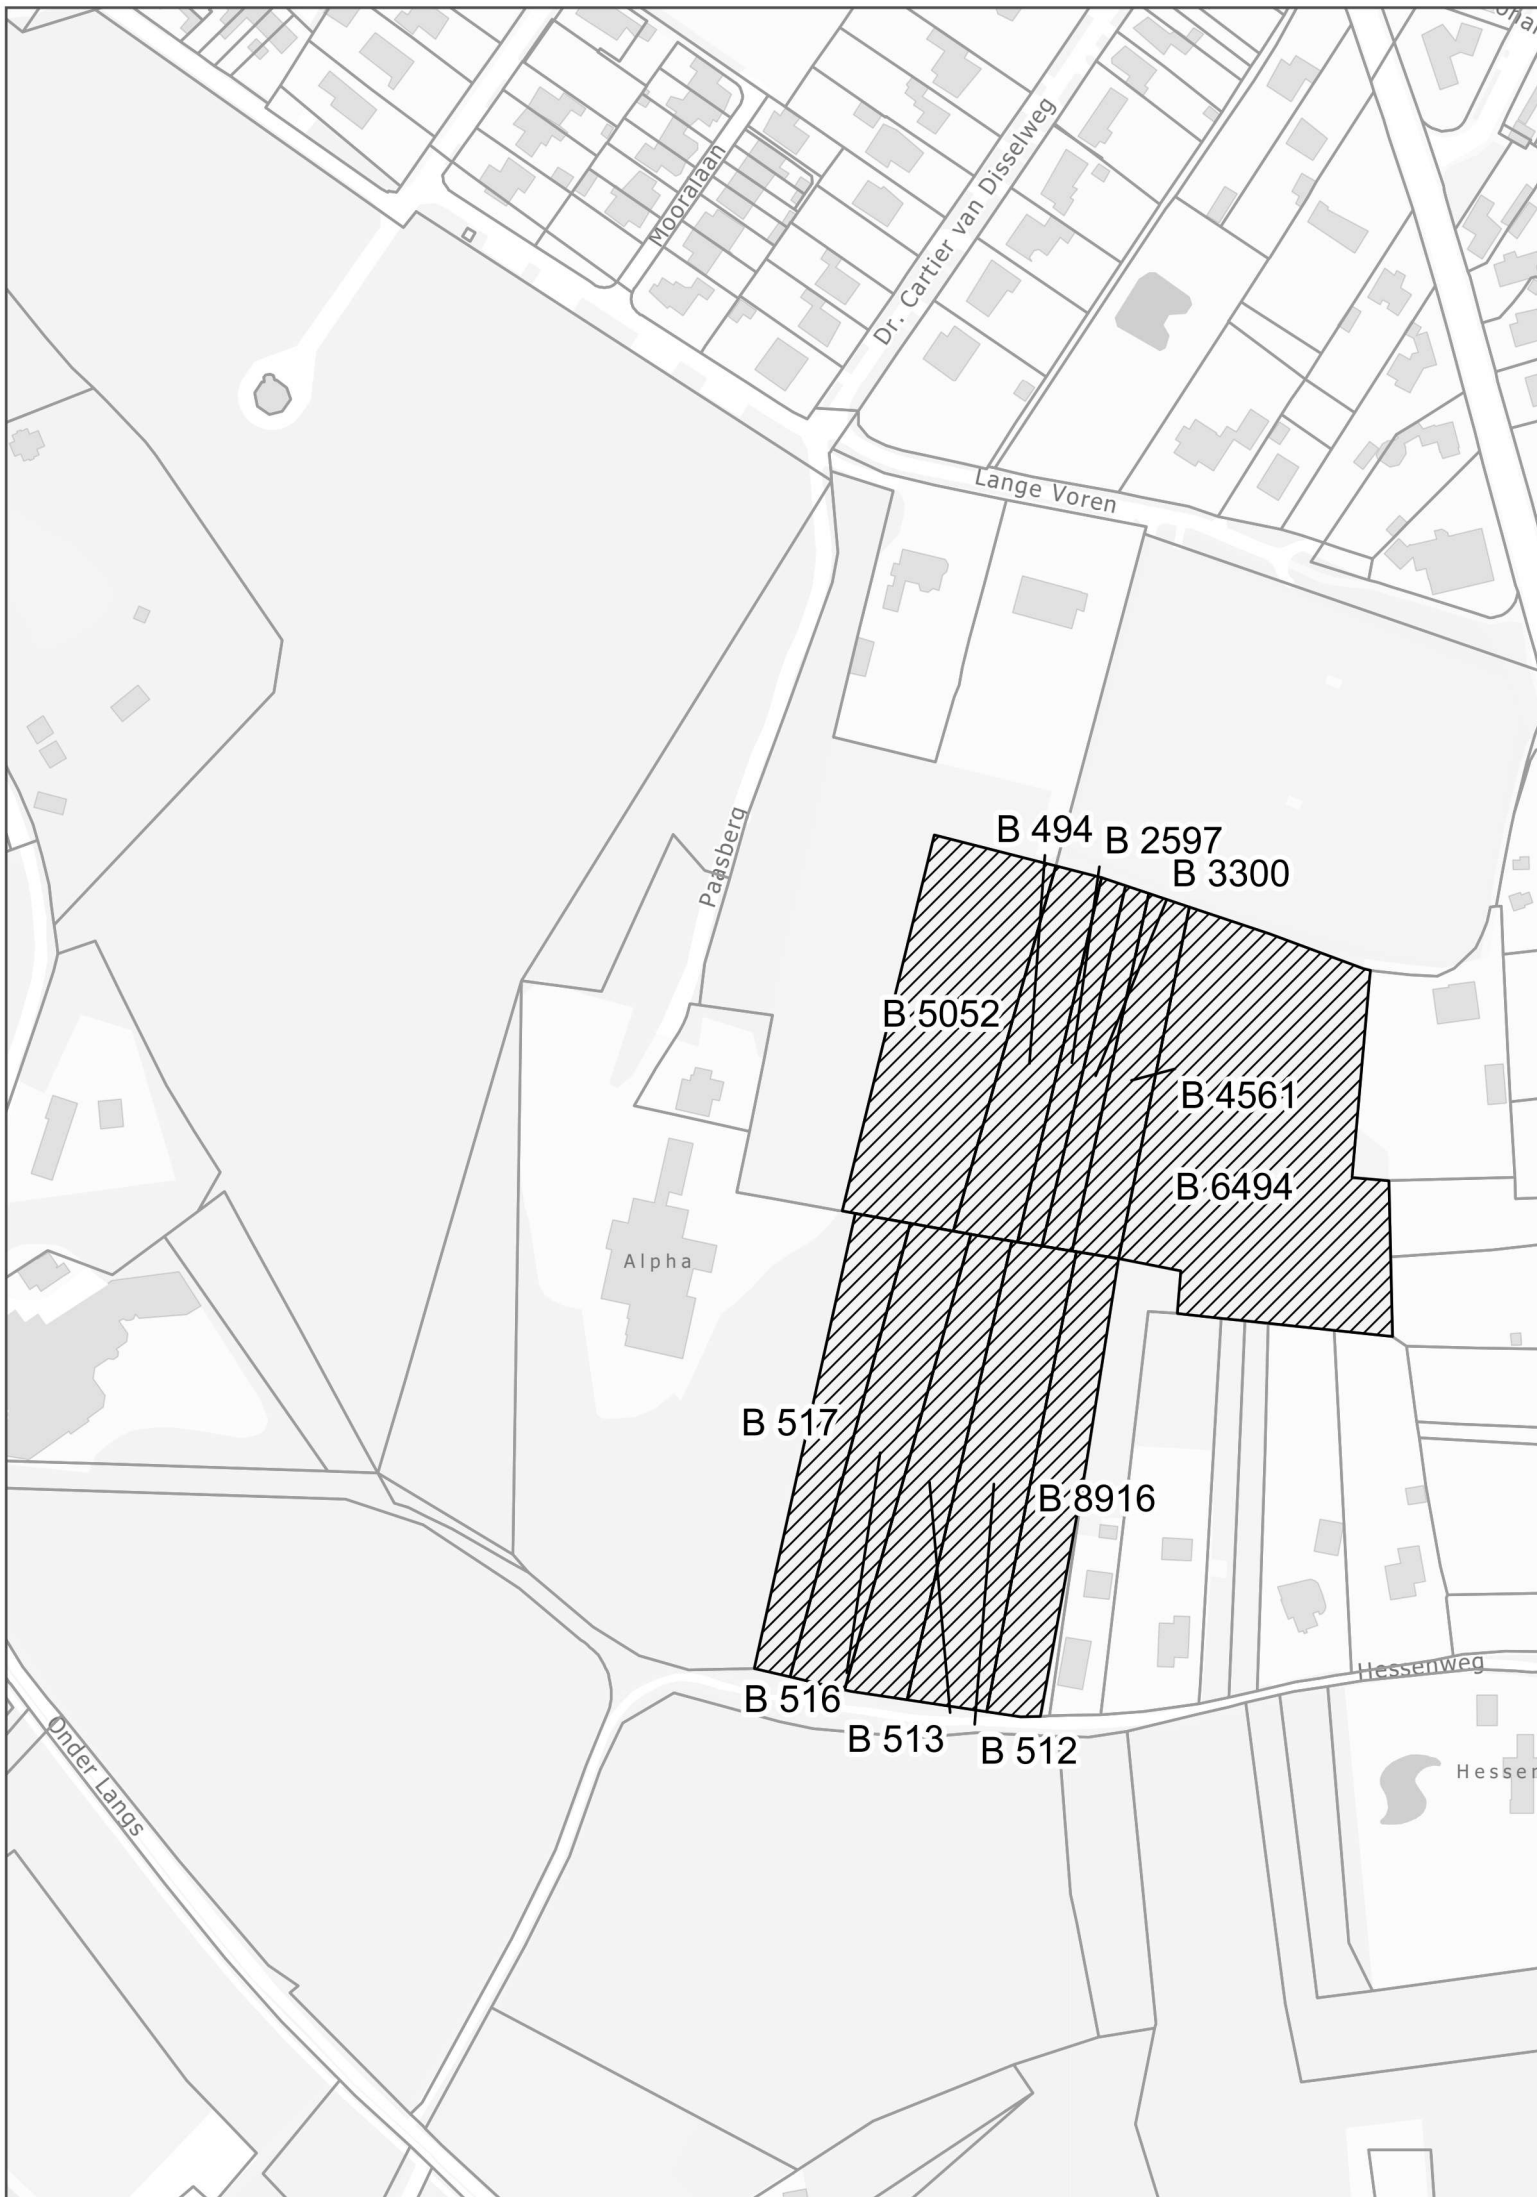 Mooralaan
Dr. Cartier van Disselweg
Lange Voren
Paasberg
B 494
B 2597
B 3300
B 5052
B 4561
B 6494
Alpha
B 517
B 8916
Hessenweg
B 516
B 513
B 512
Onder Langs
Hessen